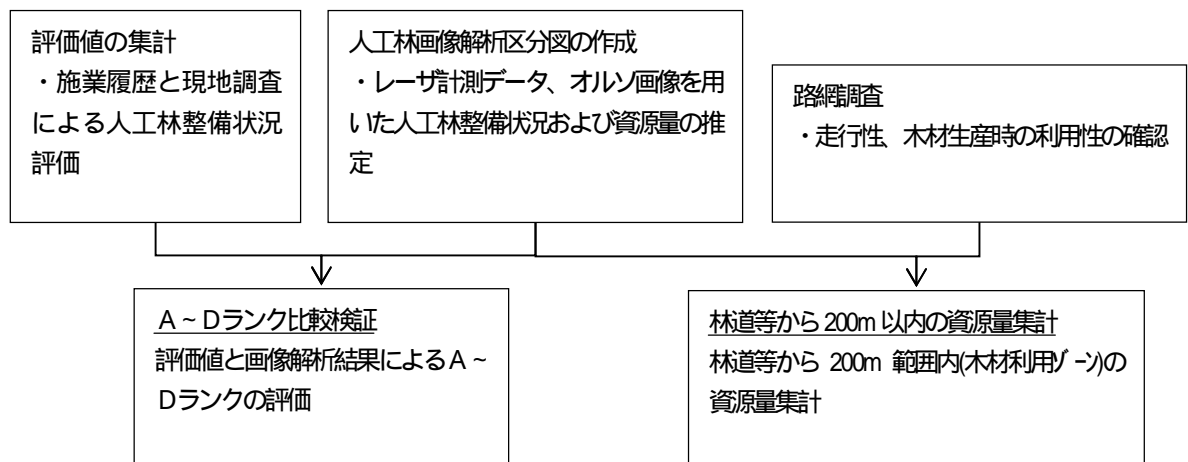 評価値の集計
・施業履歴と現地調査
による人工林整備状況
評価
人工林画像解析区分図の作成
・レーザ計測データ、オルソ画像を用
いた人工林整備状況および資源量の推
定
路網調査
・走行性、木材生産時の利用性の確認
A~Dランク比較検証
評価値と画像解析結果によるA~
Dランクの評価
林道等から200m以内の資源量集計
林道等から 200m 範囲内(木材利用ゾーン)の
資源量集計